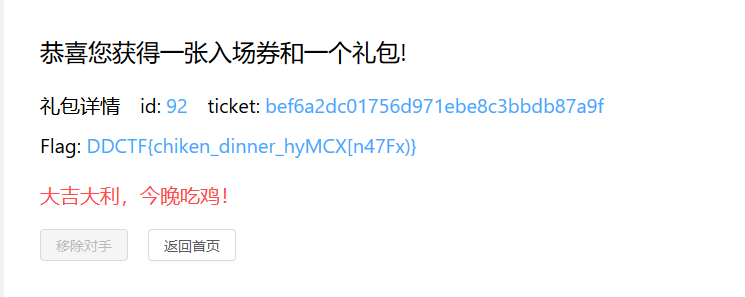 恭喜您获得一张入场券和一个礼包!
礼包详情 id: 92 ticket: bef6a2dc01756d971ebe8c3bbdb87a9f
Flag: DDCTF{chiken_dinner_hyMCX[n47Fx)}
大吉大利，今晚吃鸡！
移除对手 返回首页